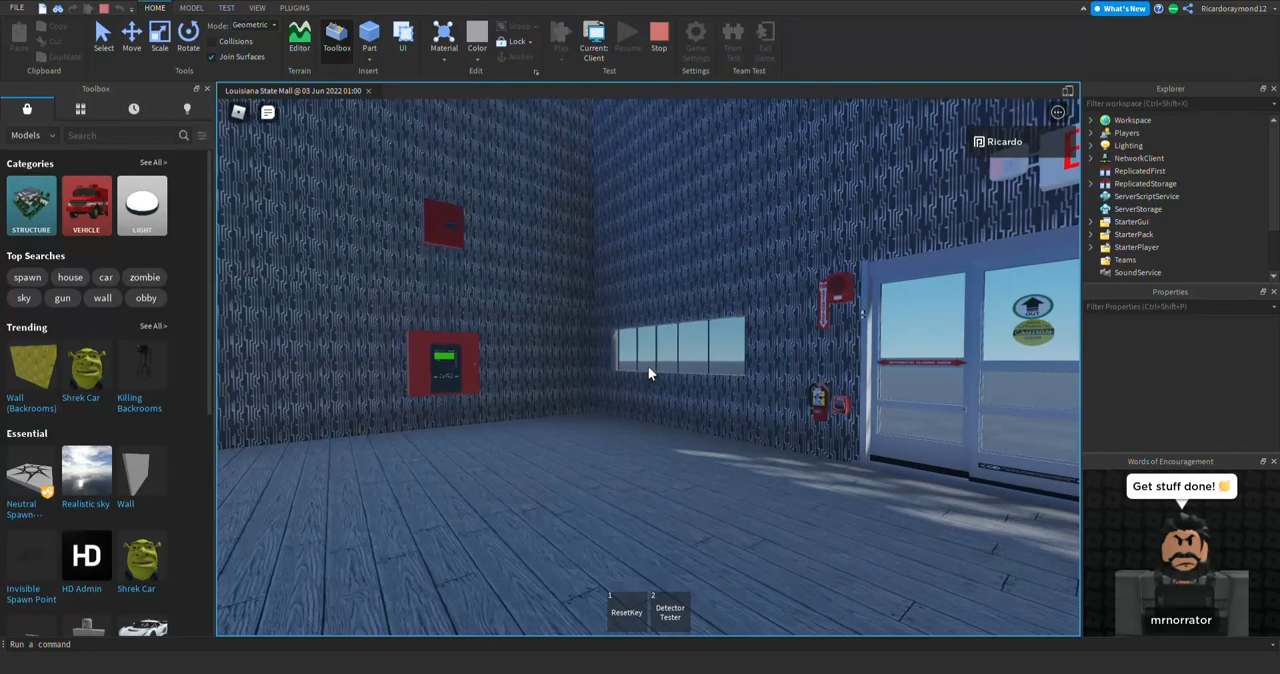 FILE HOME MODEL TEST VIEW PLUGINS What's New Ricardoraymond12
Paste Copy Cut Duplicate Select Move Scale Rotate Mode: Geometric Collisions Join Surfaces Editor Toolbox Part UI Material Color Group Lock Anchor Play Current: Client Resume Stop Game Settings Team Test Exit Game
Clipboard Tools Terrain Insert Edit Test Settings Team Test
Toolbox
Models Search
Categories See All >
STRUCTURE VEHICLE LIGHT
Top Searches
spawn house car zombie
sky gun wall obby
Trending See All >
Wall (Backrooms) Shrek Car Killing Backrooms
Essential
Neutral Spawn... Realistic sky Wall
Invisible Spawn Point HD Admin Shrek Car
HD
Louisiana State Mall @ 03 Jun 2022 01:00
Ricardo
E
OUT
CAUTION
1 ResetKey
2 Detector Tester
Explorer
Filter workspace (Ctrl+Shift+X)
Workspace
Players
Lighting
NetworkClient
ReplicatedFirst
ReplicatedStorage
ServerScriptService
ServerStorage
StarterGui
StarterPack
StarterPlayer
Teams
SoundService
Properties
Filter Properties (Ctrl+Shift+P)
Words of Encouragement
Get stuff done! 👏
mrnorrator
Run a command